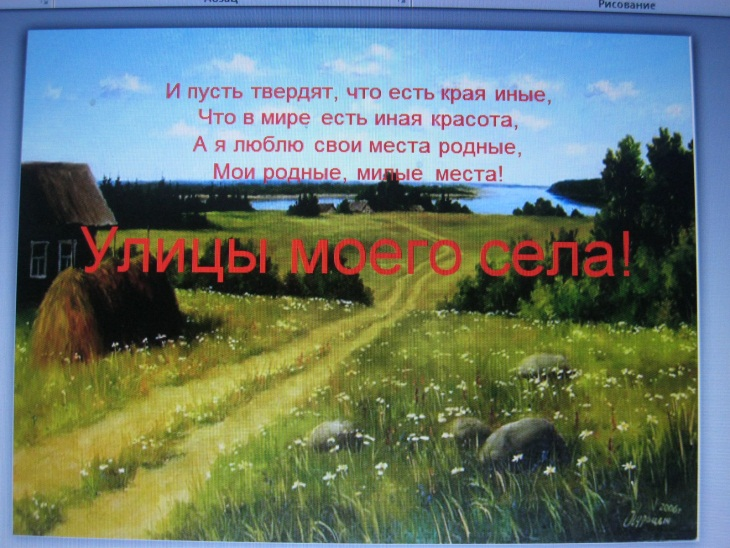 Рисование
И пусть твердят, что есть края иные,
Что в мире есть иная красота,
А я люблю свои места родные,
Мои родные, милые места!
Улицы моего села!
2006